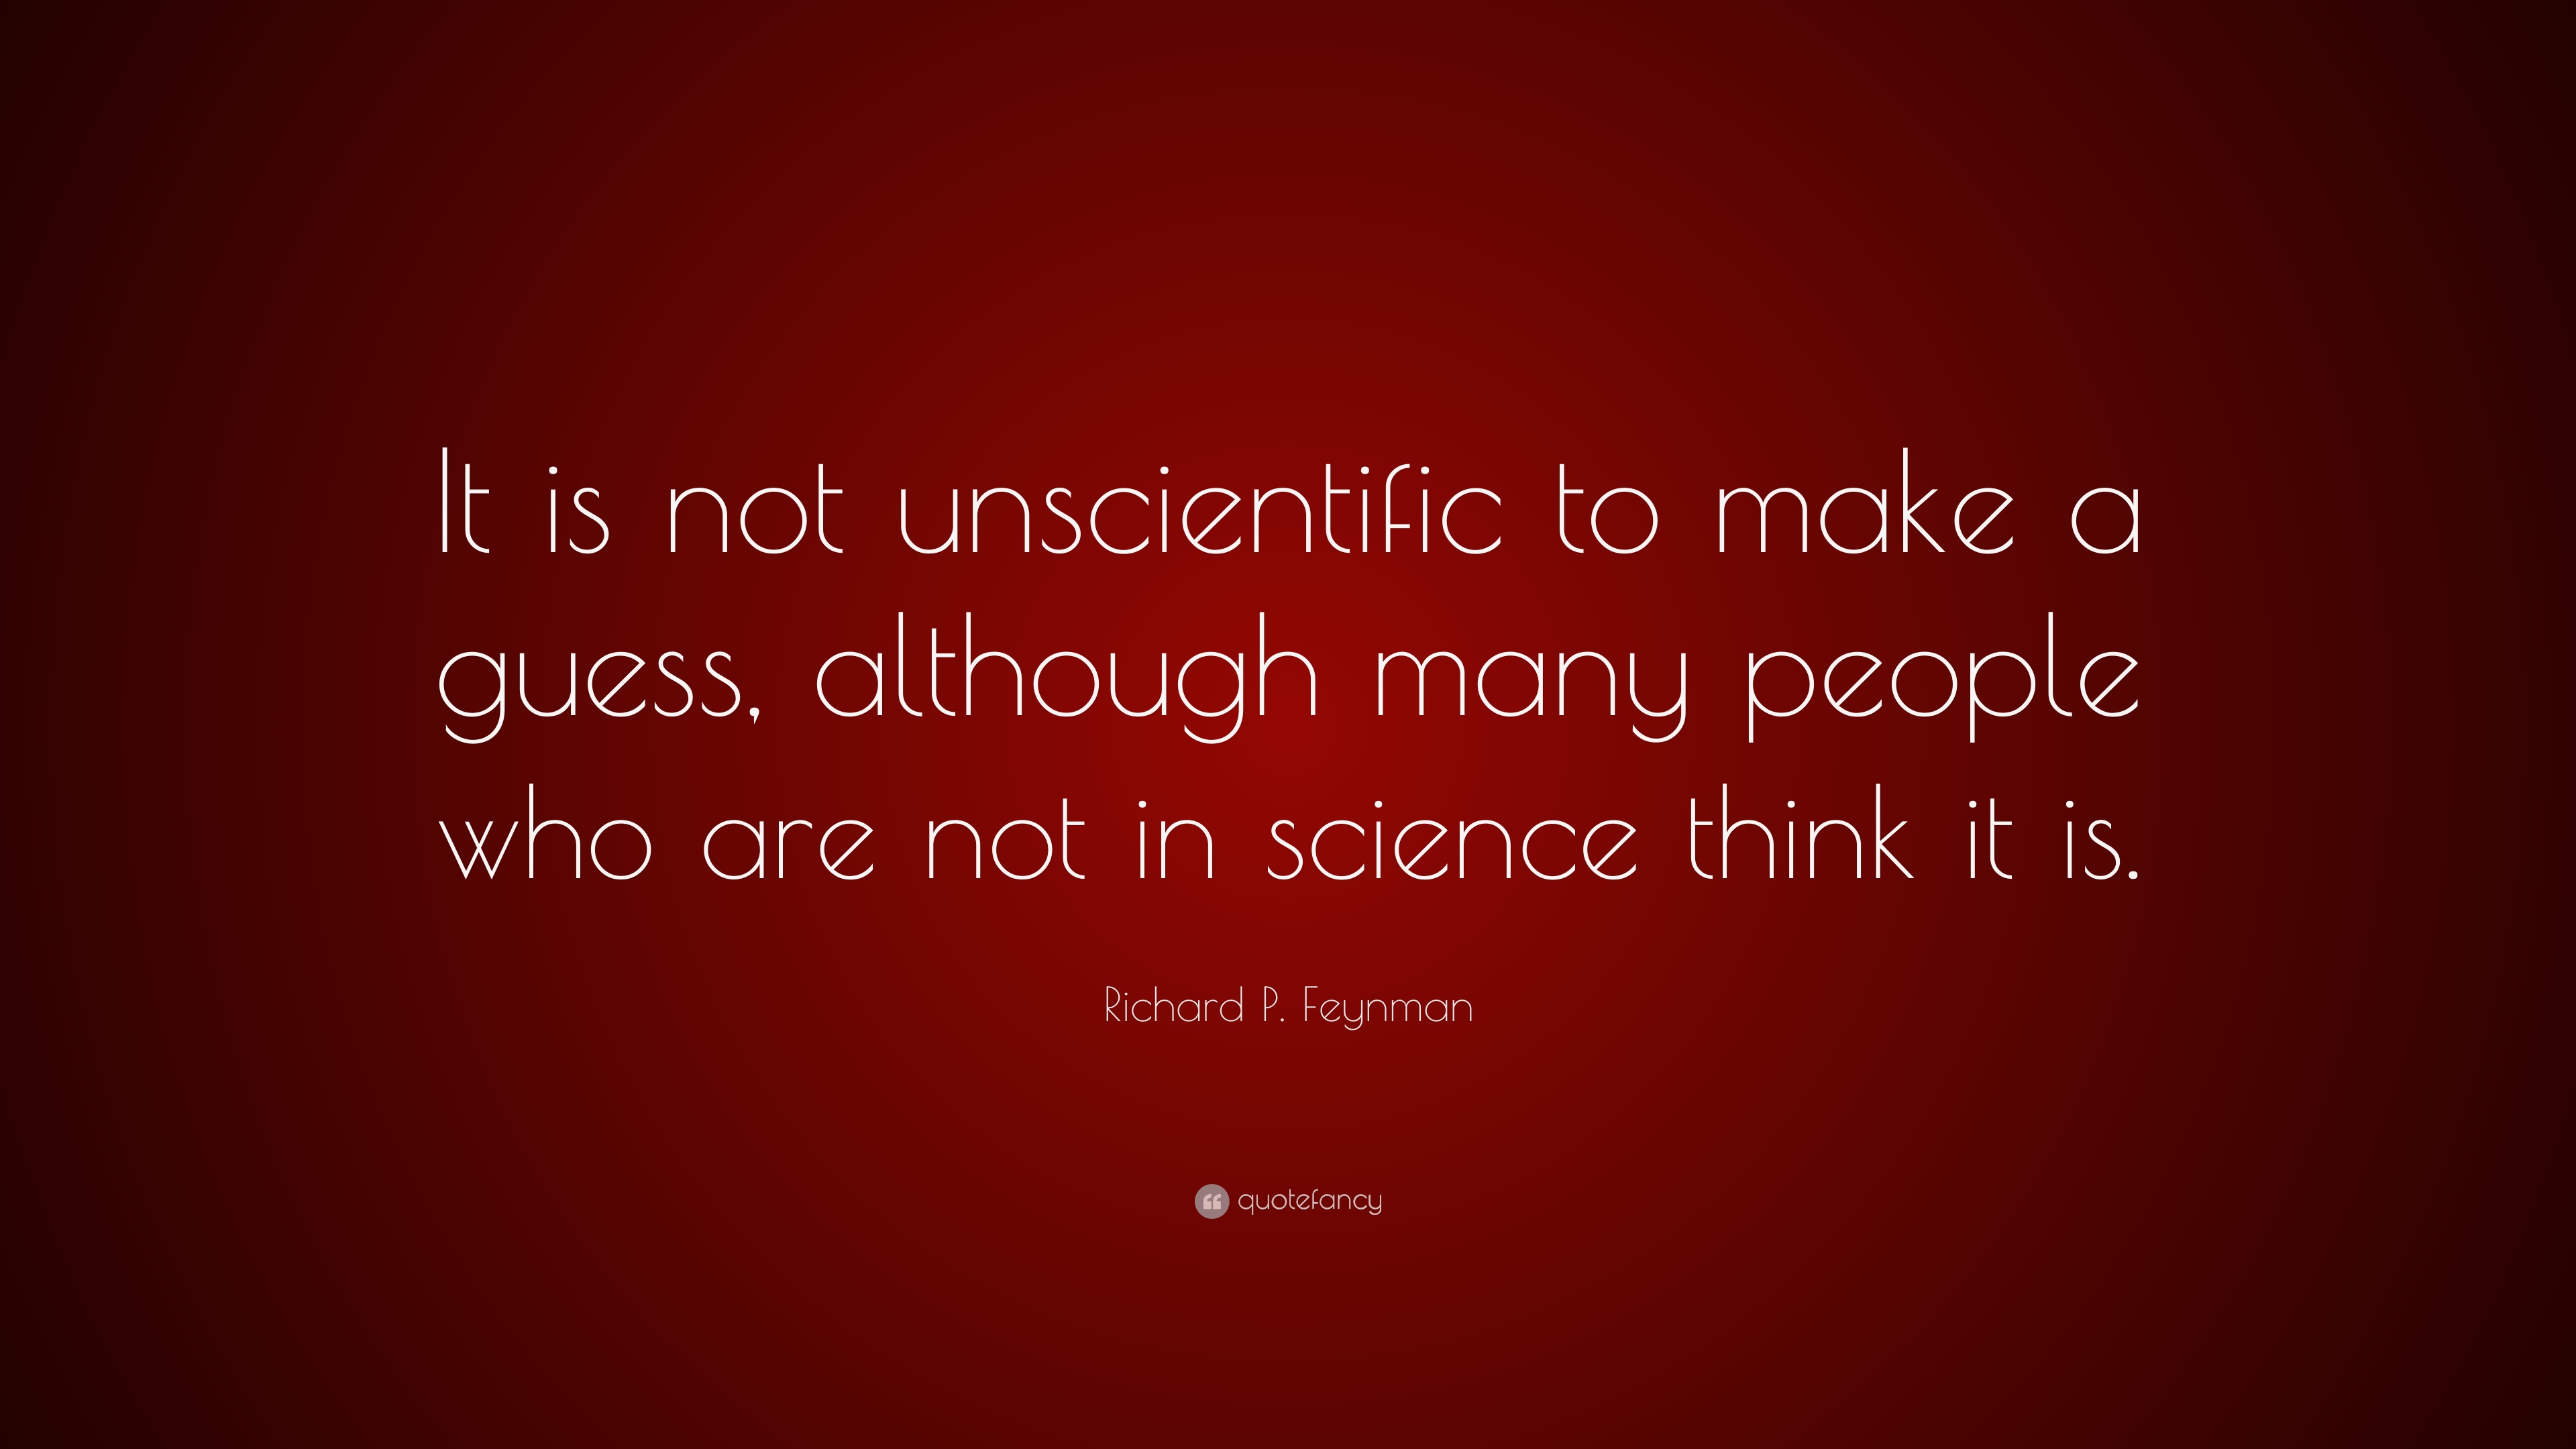 It is not unscientific to make a
guess, although many people
who are not in science think it is.
Richard P. Feynman
quotefancy